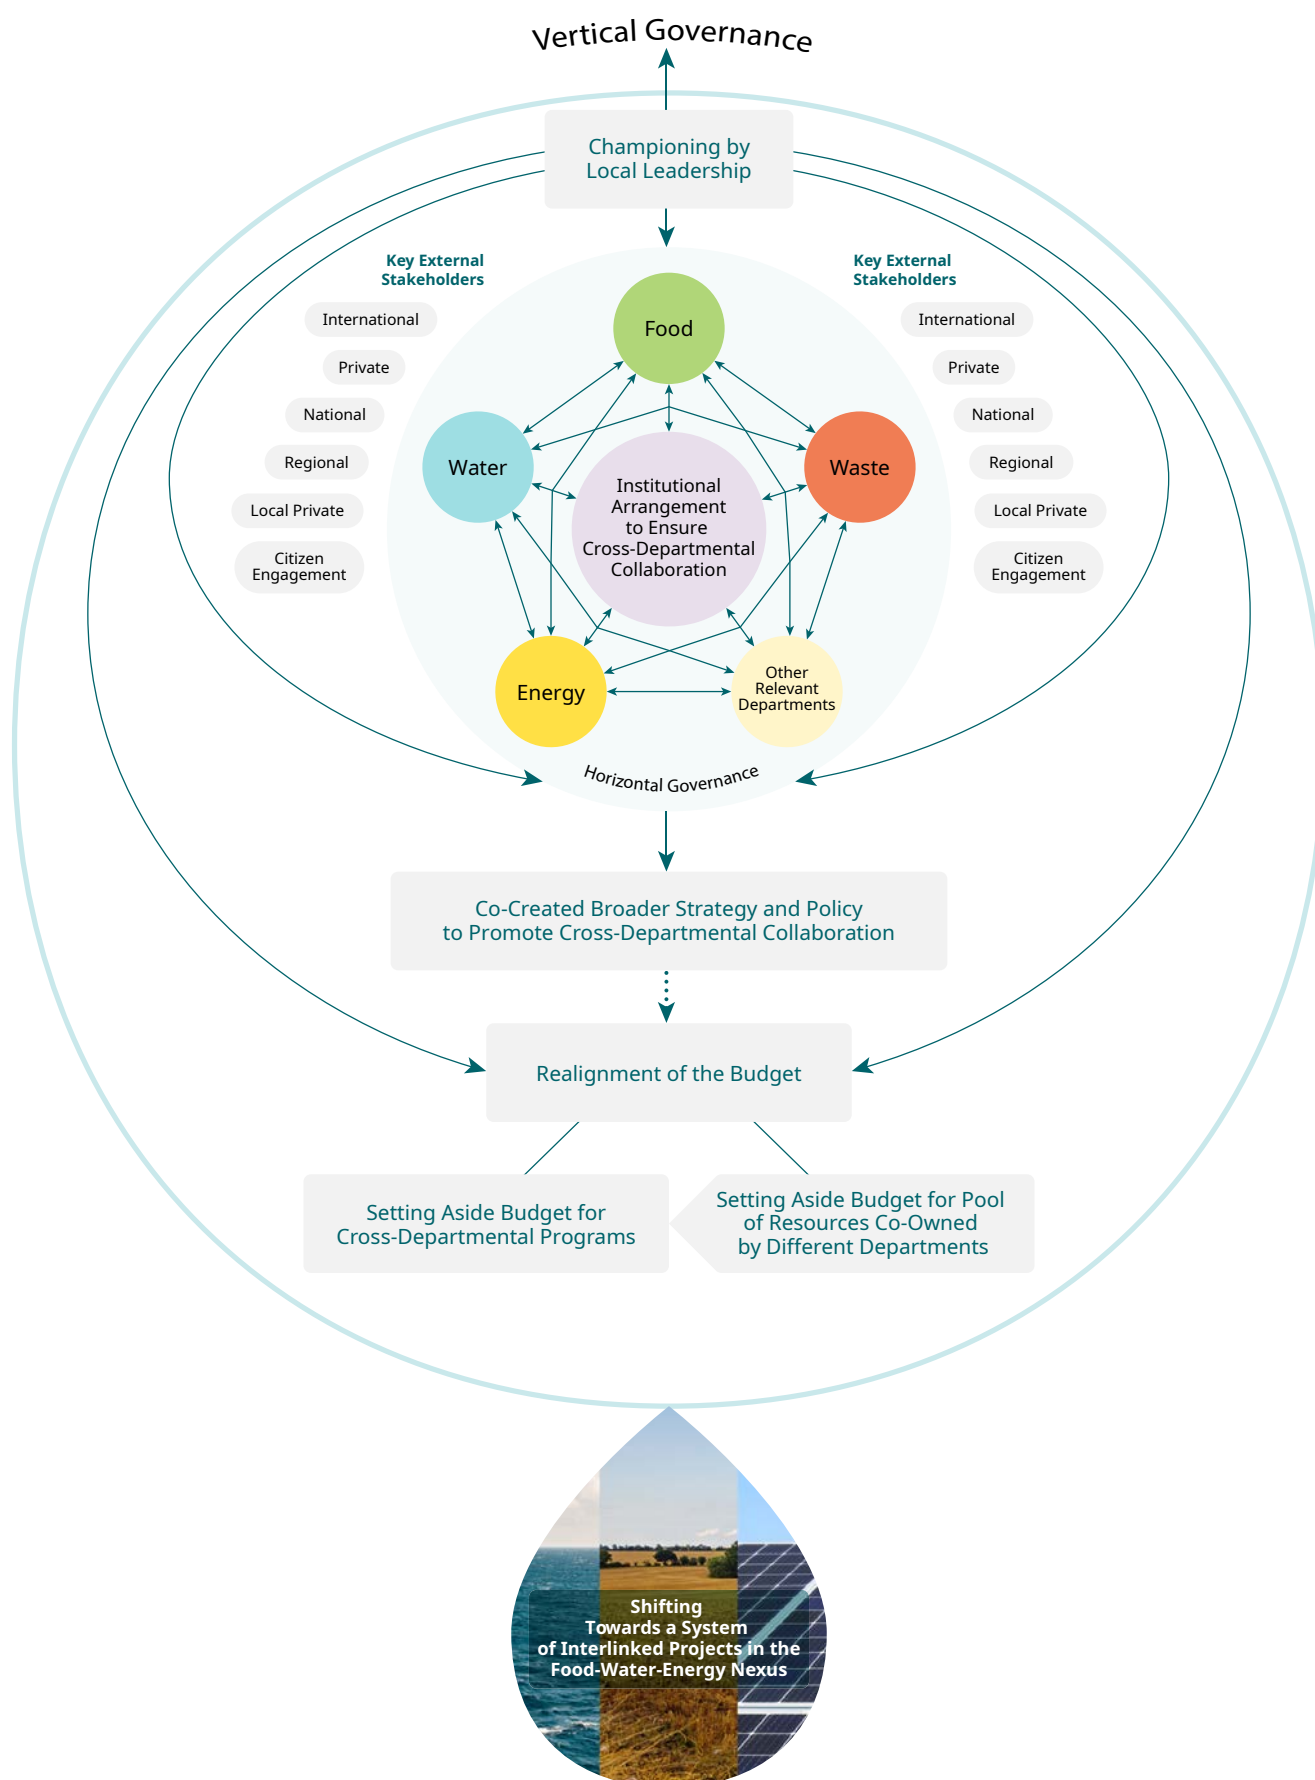 Vertical Governance
Championing by
Local Leadership
Key External
Stakeholders
International
Private
National
Regional
Local Private
Citizen
Engagement
Key External
Stakeholders
International
Private
National
Regional
Local Private
Citizen
Engagement
Food
Water
Waste
Institutional
Arrangement
to Ensure
Cross-Departmental
Collaboration
Energy
Other
Relevant
Departments
Horizontal Governance
Co-Created Broader Strategy and Policy
to Promote Cross-Departmental Collaboration
Realignment of the Budget
Setting Aside Budget for
Cross-Departmental Programs
Setting Aside Budget for Pool
of Resources Co-Owned
by Different Departments
Shifting
Towards a System
of Interlinked Projects in the
Food-Water-Energy Nexus